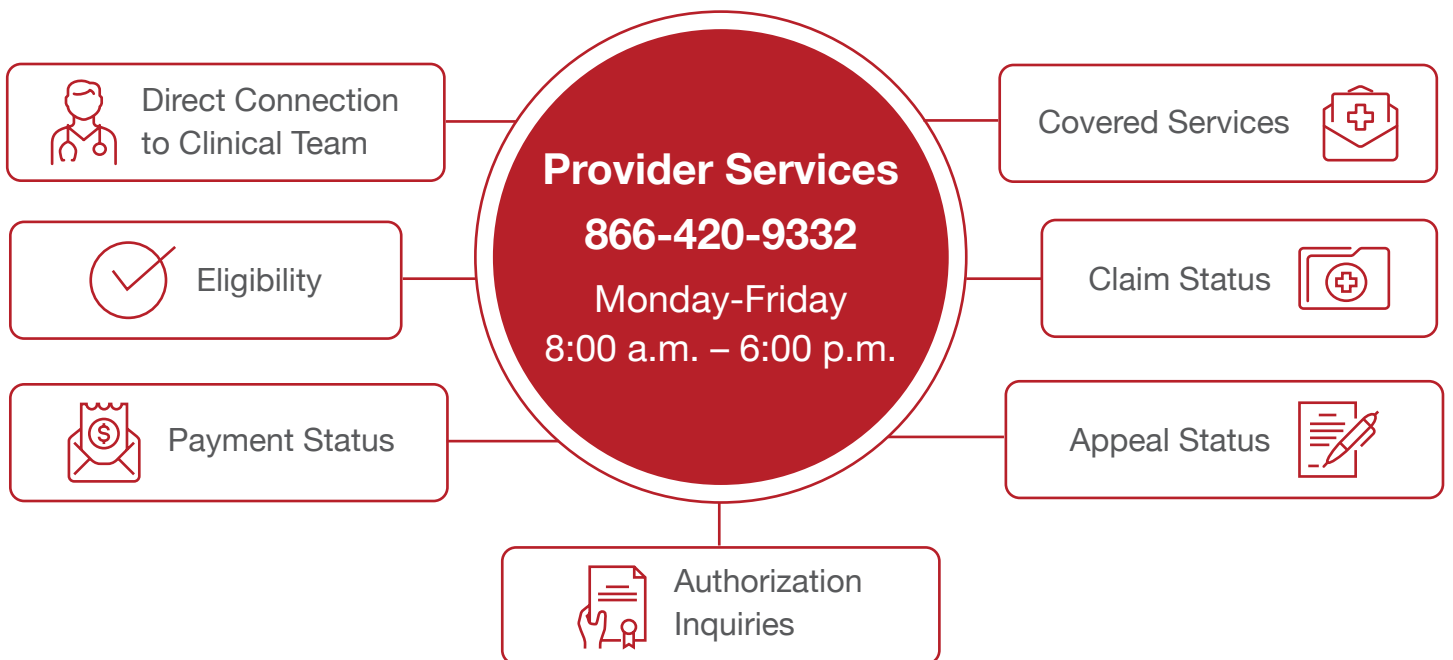 Direct Connection
to Clinical Team
Eligibility
Payment Status
Provider Services
866-420-9332
Monday-Friday
8:00 a.m. – 6:00 p.m.
Covered Services
Claim Status
Appeal Status
Authorization
Inquiries